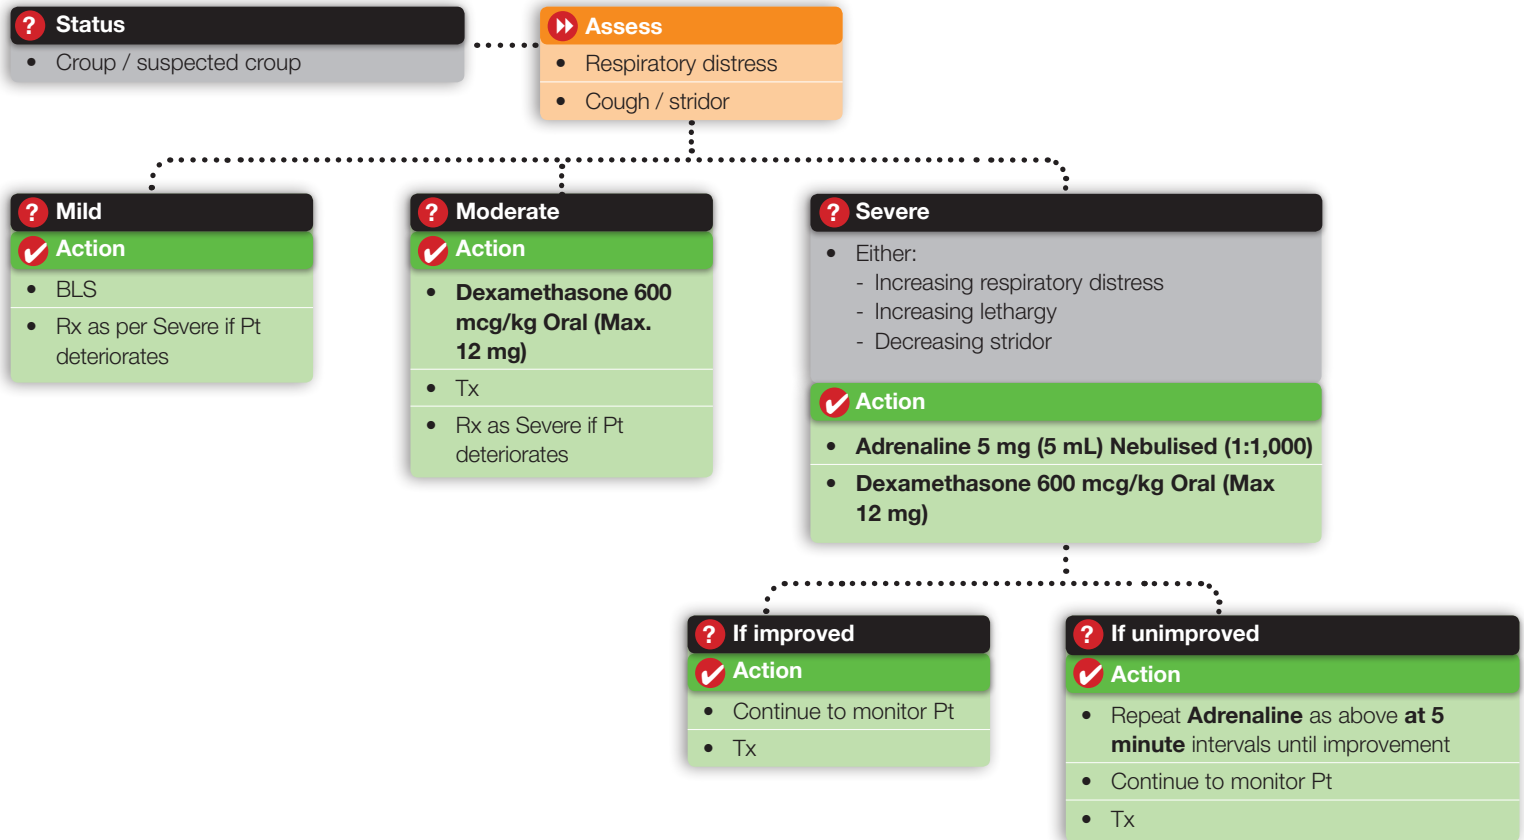 Status
• Croup / suspected croup
Assess
• Respiratory distress
• Cough / stridor
Mild
Action
• BLS
• Rx as per Severe if Pt
deteriorates
Moderate
Action
• Dexamethasone 600
mcg/kg Oral (Max.
12 mg)
• Tx
• Rx as Severe if Pt
deteriorates
Severe
• Either:
- Increasing respiratory distress
- Increasing lethargy
- Decreasing stridor
Action
• Adrenaline 5 mg (5 mL) Nebulised (1:1,000)
• Dexamethasone 600 mcg/kg Oral (Max
12 mg)
If improved
Action
• Continue to monitor Pt
• Tx
If unimproved
Action
• Repeat Adrenaline as above at 5
minute intervals until improvement
• Continue to monitor Pt
• Tx